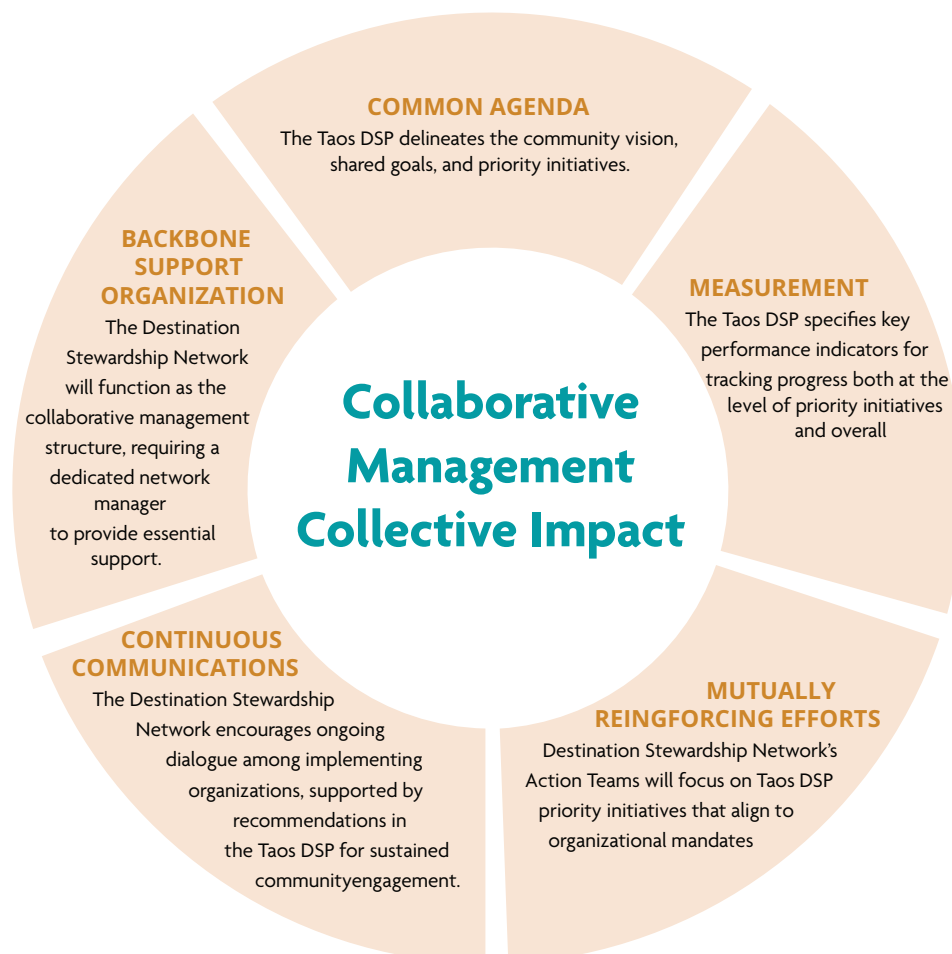 COMMON AGENDA
The Taos DSP delineates the community vision,
shared goals, and priority initiatives.
MEASUREMENT
The Taos DSP specifies key
performance indicators for
tracking progress both at the
level of priority initiatives
and overall
MUTUALLY
REINGFORCING EFFORTS
Destination Stewardship Network’s
Action Teams will focus on Taos DSP
priority initiatives that align to
organizational mandates
CONTINUOUS
COMMUNICATIONS
The Destination Stewardship
Network encourages ongoing
dialogue among implementing
organizations, supported by
recommendations in
the Taos DSP for sustained
communityengagement.
BACKBONE
SUPPORT
ORGANIZATION
The Destination
Stewardship Network
will function as the
collaborative management
structure, requiring a
dedicated network
manager
to provide essential
support.
Collaborative
Management
Collective Impact